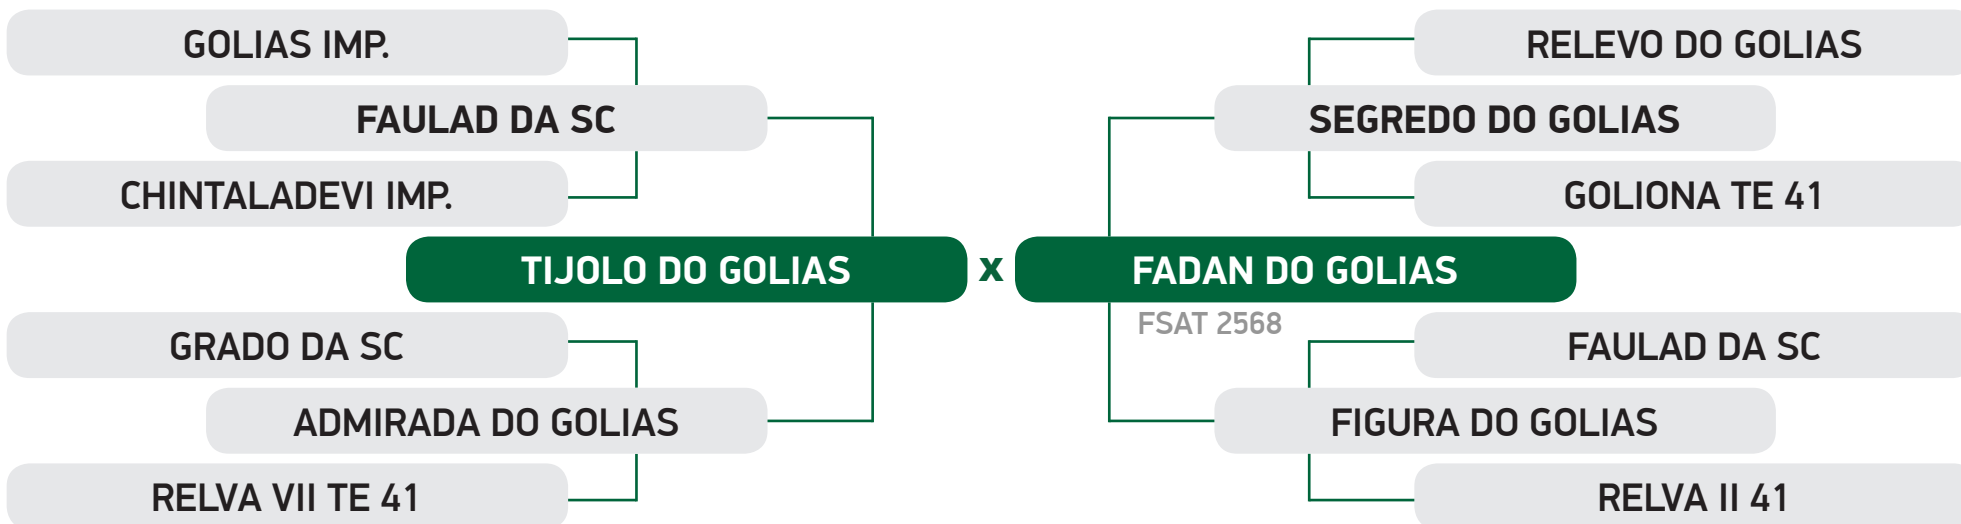 GOLIAS IMP.
RELEVO DO GOLIAS
FAULAD DA SC
SEGREDO DO GOLIAS
CHINTALADEVI IMP.
GOLIONA TE 41
TIJOLO DO GOLIAS x FADAN DO GOLIAS
FSAT 2568
GRADO DA SC
FAULAD DA SC
ADMIRADA DO GOLIAS
FIGURA DO GOLIAS
RELVA VII TE 41
RELVA II 41